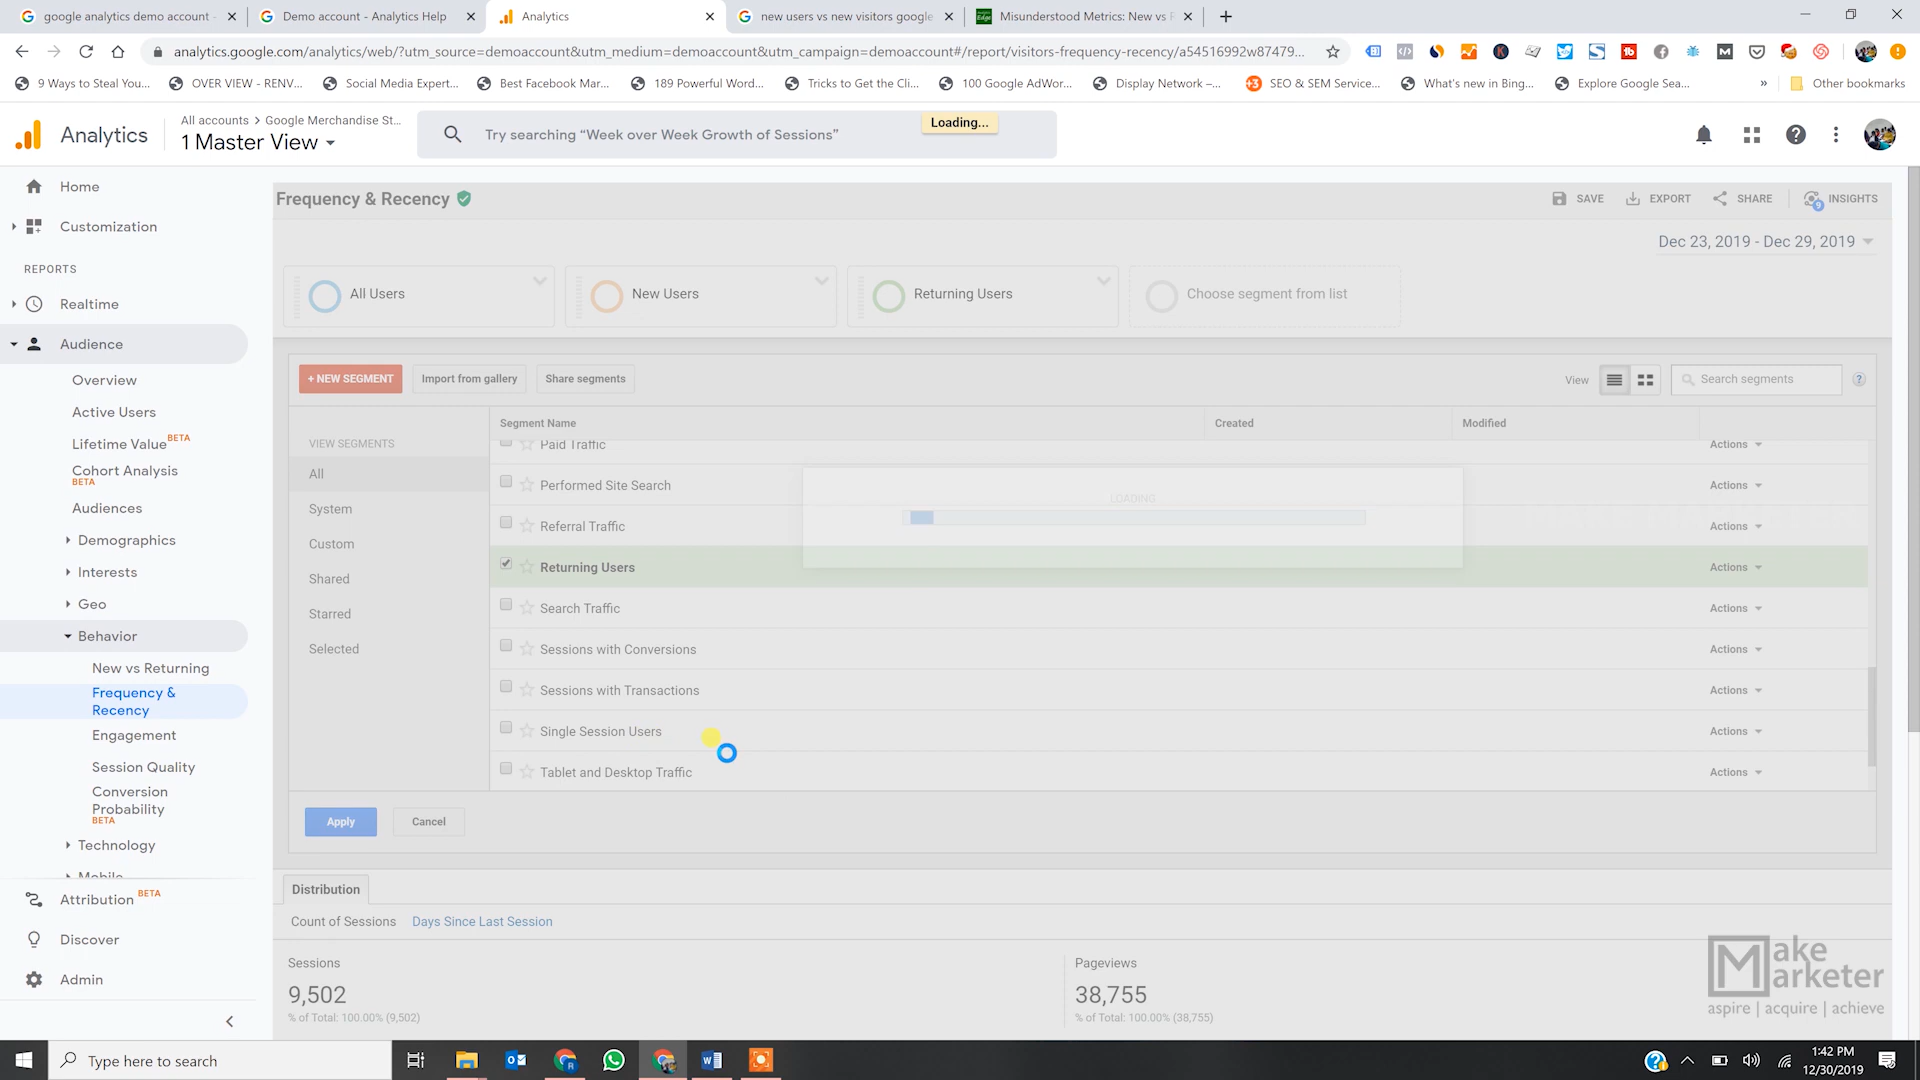 google analytics demo account -
Demo account - Analytics Help
Analytics
new users vs new visitors google
Misunderstood Metrics: New vs R
analytics.google.com/analytics/web/?utm_source=demoaccount&utm_medium=demoaccount&utm_campaign=demoaccount#/report/visitors-frequency-recency/a54516992w87479...
9 Ways to Steal You...
OVER VIEW - RENV...
Social Media Expert...
Best Facebook Mar...
189 Powerful Word...
Tricks to Get the Cli...
100 Google AdWor...
Display Network –...
SEO & SEM Service...
What's new in Bing...
Explore Google Sea...
»
Other bookmarks
Analytics
All accounts > Google Merchandise St...
1 Master View
Try searching “Week over Week Growth of Sessions”
Loading...
Home
Customization
REPORTS
Realtime
Audience
Overview
Active Users
Lifetime Value BETA
Cohort Analysis
BETA
Audiences
Demographics
Interests
Geo
Behavior
New vs Returning
Frequency &
Recency
Engagement
Session Quality
Conversion
Probability
BETA
Technology
Mobile
Attribution BETA
Discover
Admin
Frequency & Recency
SAVE
EXPORT
SHARE
9
INSIGHTS
Dec 23, 2019 - Dec 29, 2019
All Users
New Users
Returning Users
Choose segment from list
+ NEW SEGMENT
Import from gallery
Share segments
View
Search segments
?
VIEW SEGMENTS
All
System
Custom
Shared
Starred
Selected
Segment Name
Created
Modified
Paid Traffic
Actions
Performed Site Search
Actions
LOADING
Referral Traffic
Actions
Returning Users
Actions
Search Traffic
Actions
Sessions with Conversions
Actions
Sessions with Transactions
Actions
Single Session Users
Actions
Tablet and Desktop Traffic
Actions
Apply
Cancel
Distribution
Count of Sessions
Days Since Last Session
Sessions
9,502
% of Total: 100.00% (9,502)
Pageviews
38,755
% of Total: 100.00% (38,755)
Make
Marketer
aspire | acquire | achieve
Type here to search
1:42 PM
12/30/2019